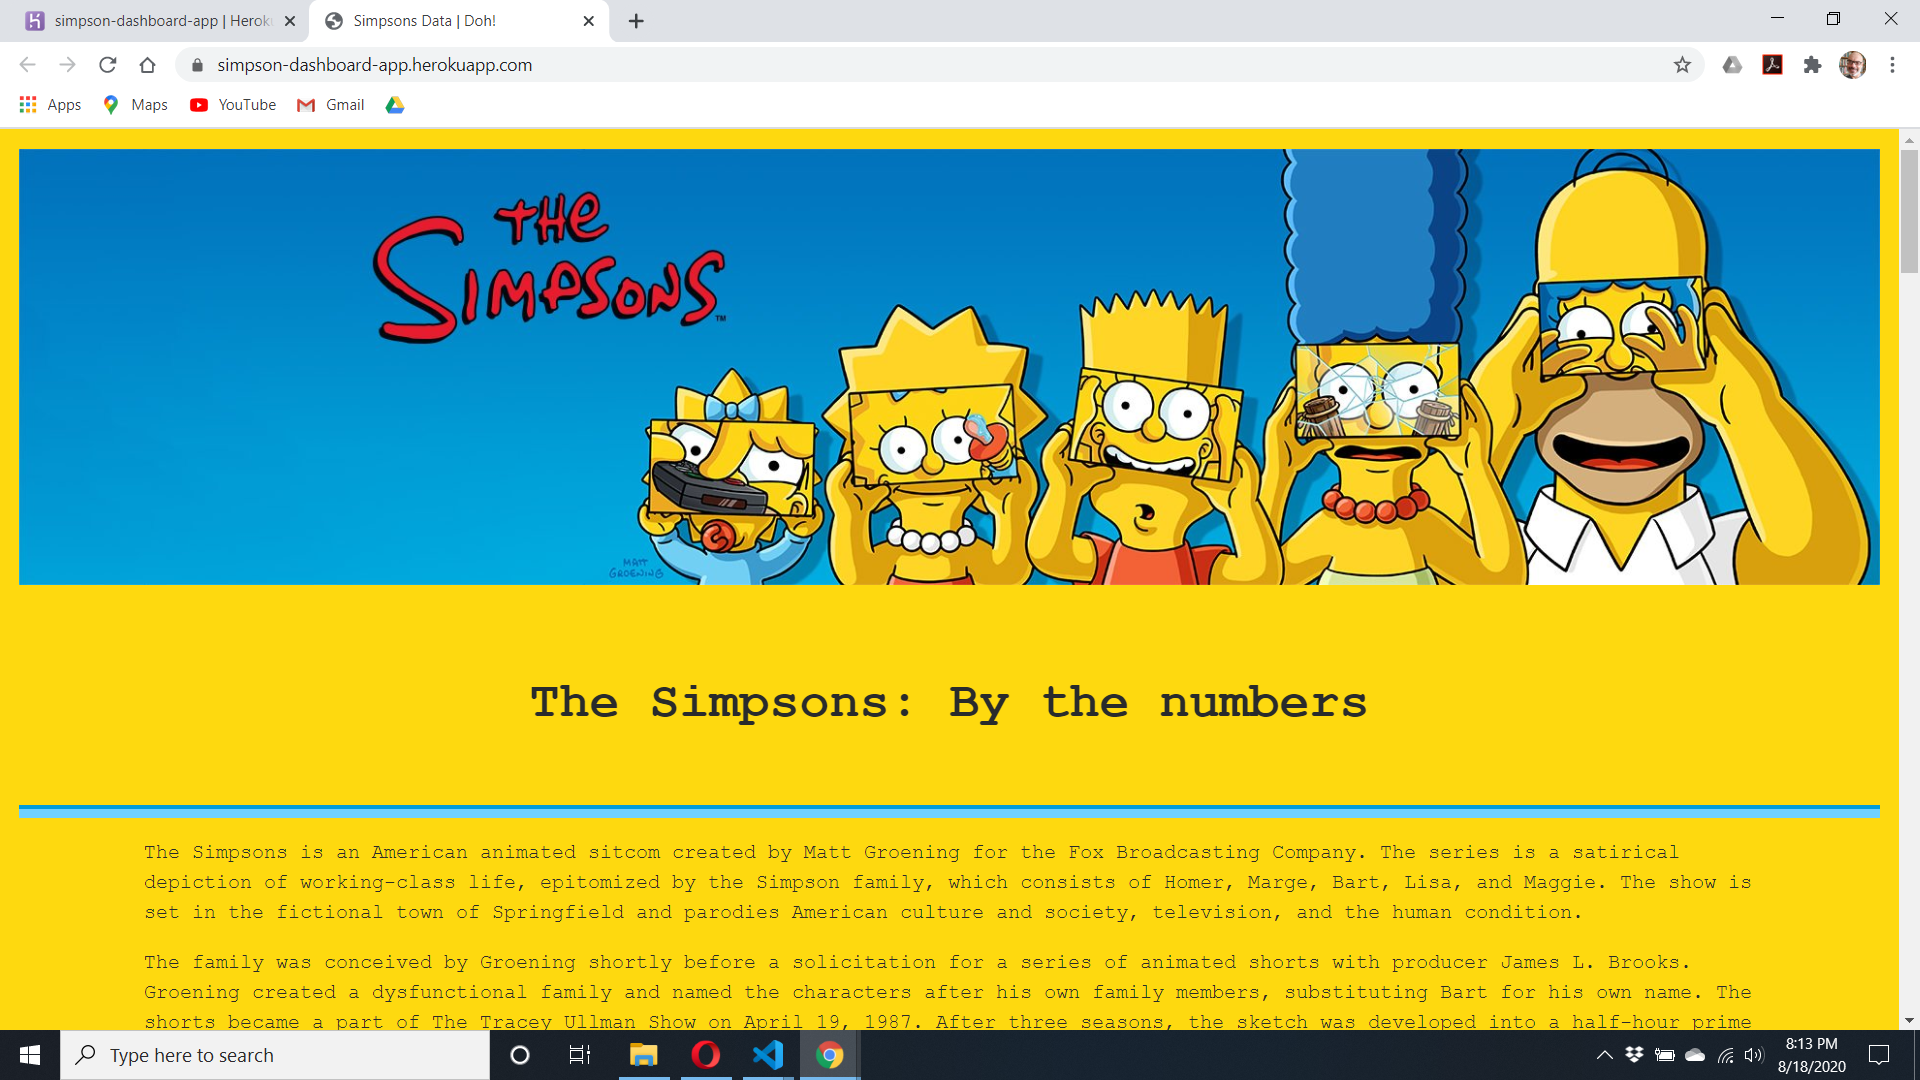 simpson-dashboard-app | Herok
Simpsons Data | Doh!
simpson-dashboard-app.herokuapp.com
Apps
Maps
YouTube
Gmail
THE
SIMPSONS
TM
MATT
GROENING
The Simpsons: By the numbers
The Simpsons is an American animated sitcom created by Matt Groening for the Fox Broadcasting Company. The series is a satirical
depiction of working-class life, epitomized by the Simpson family, which consists of Homer, Marge, Bart, Lisa, and Maggie. The show is
set in the fictional town of Springfield and parodies American culture and society, television, and the human condition.
The family was conceived by Groening shortly before a solicitation for a series of animated shorts with producer James L. Brooks.
Groening created a dysfunctional family and named the characters after his own family members, substituting Bart for his own name. The
shorts became a part of The Tracey Ullman Show on April 19, 1987. After three seasons, the sketch was developed into a half-hour prime
Type here to search
8:13 PM
8/18/2020